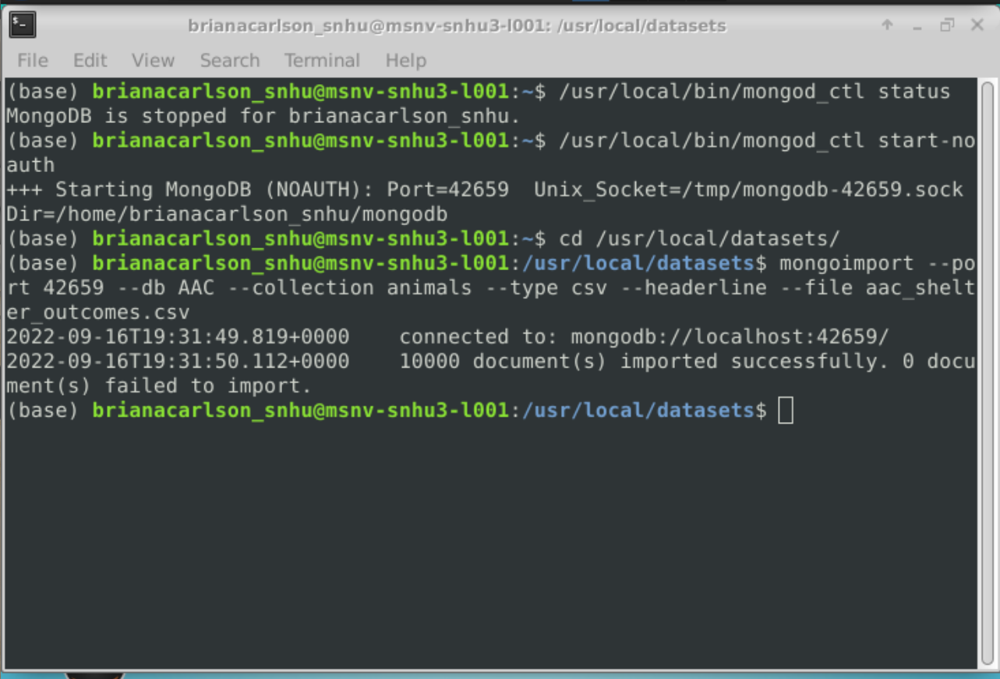 brianacarlson_snhu@msnv-snhu3-l001: /usr/local/datasets
File Edit View Search Terminal Help
(base) brianacarlson_snhu@msnv-snhu3-l001:~$ /usr/local/bin/mongod_ctl status
MongoDB is stopped for brianacarlson_snhu.
(base) brianacarlson_snhu@msnv-snhu3-l001:~$ /usr/local/bin/mongod_ctl start-no
auth
+++ Starting MongoDB (NOAUTH): Port=42659  Unix_Socket=/tmp/mongodb-42659.sock
Dir=/home/brianacarlson_snhu/mongodb
(base) brianacarlson_snhu@msnv-snhu3-l001:~$ cd /usr/local/datasets/
(base) brianacarlson_snhu@msnv-snhu3-l001:/usr/local/datasets$ mongoimport --po
rt 42659 --db AAC --collection animals --type csv --headerline --file aac_shelt
er_outcomes.csv
2022-09-16T19:31:49.819+0000    connected to: mongodb://localhost:42659/
2022-09-16T19:31:50.112+0000    10000 document(s) imported successfully. 0 docu
ment(s) failed to import.
(base) brianacarlson_snhu@msnv-snhu3-l001:/usr/local/datasets$